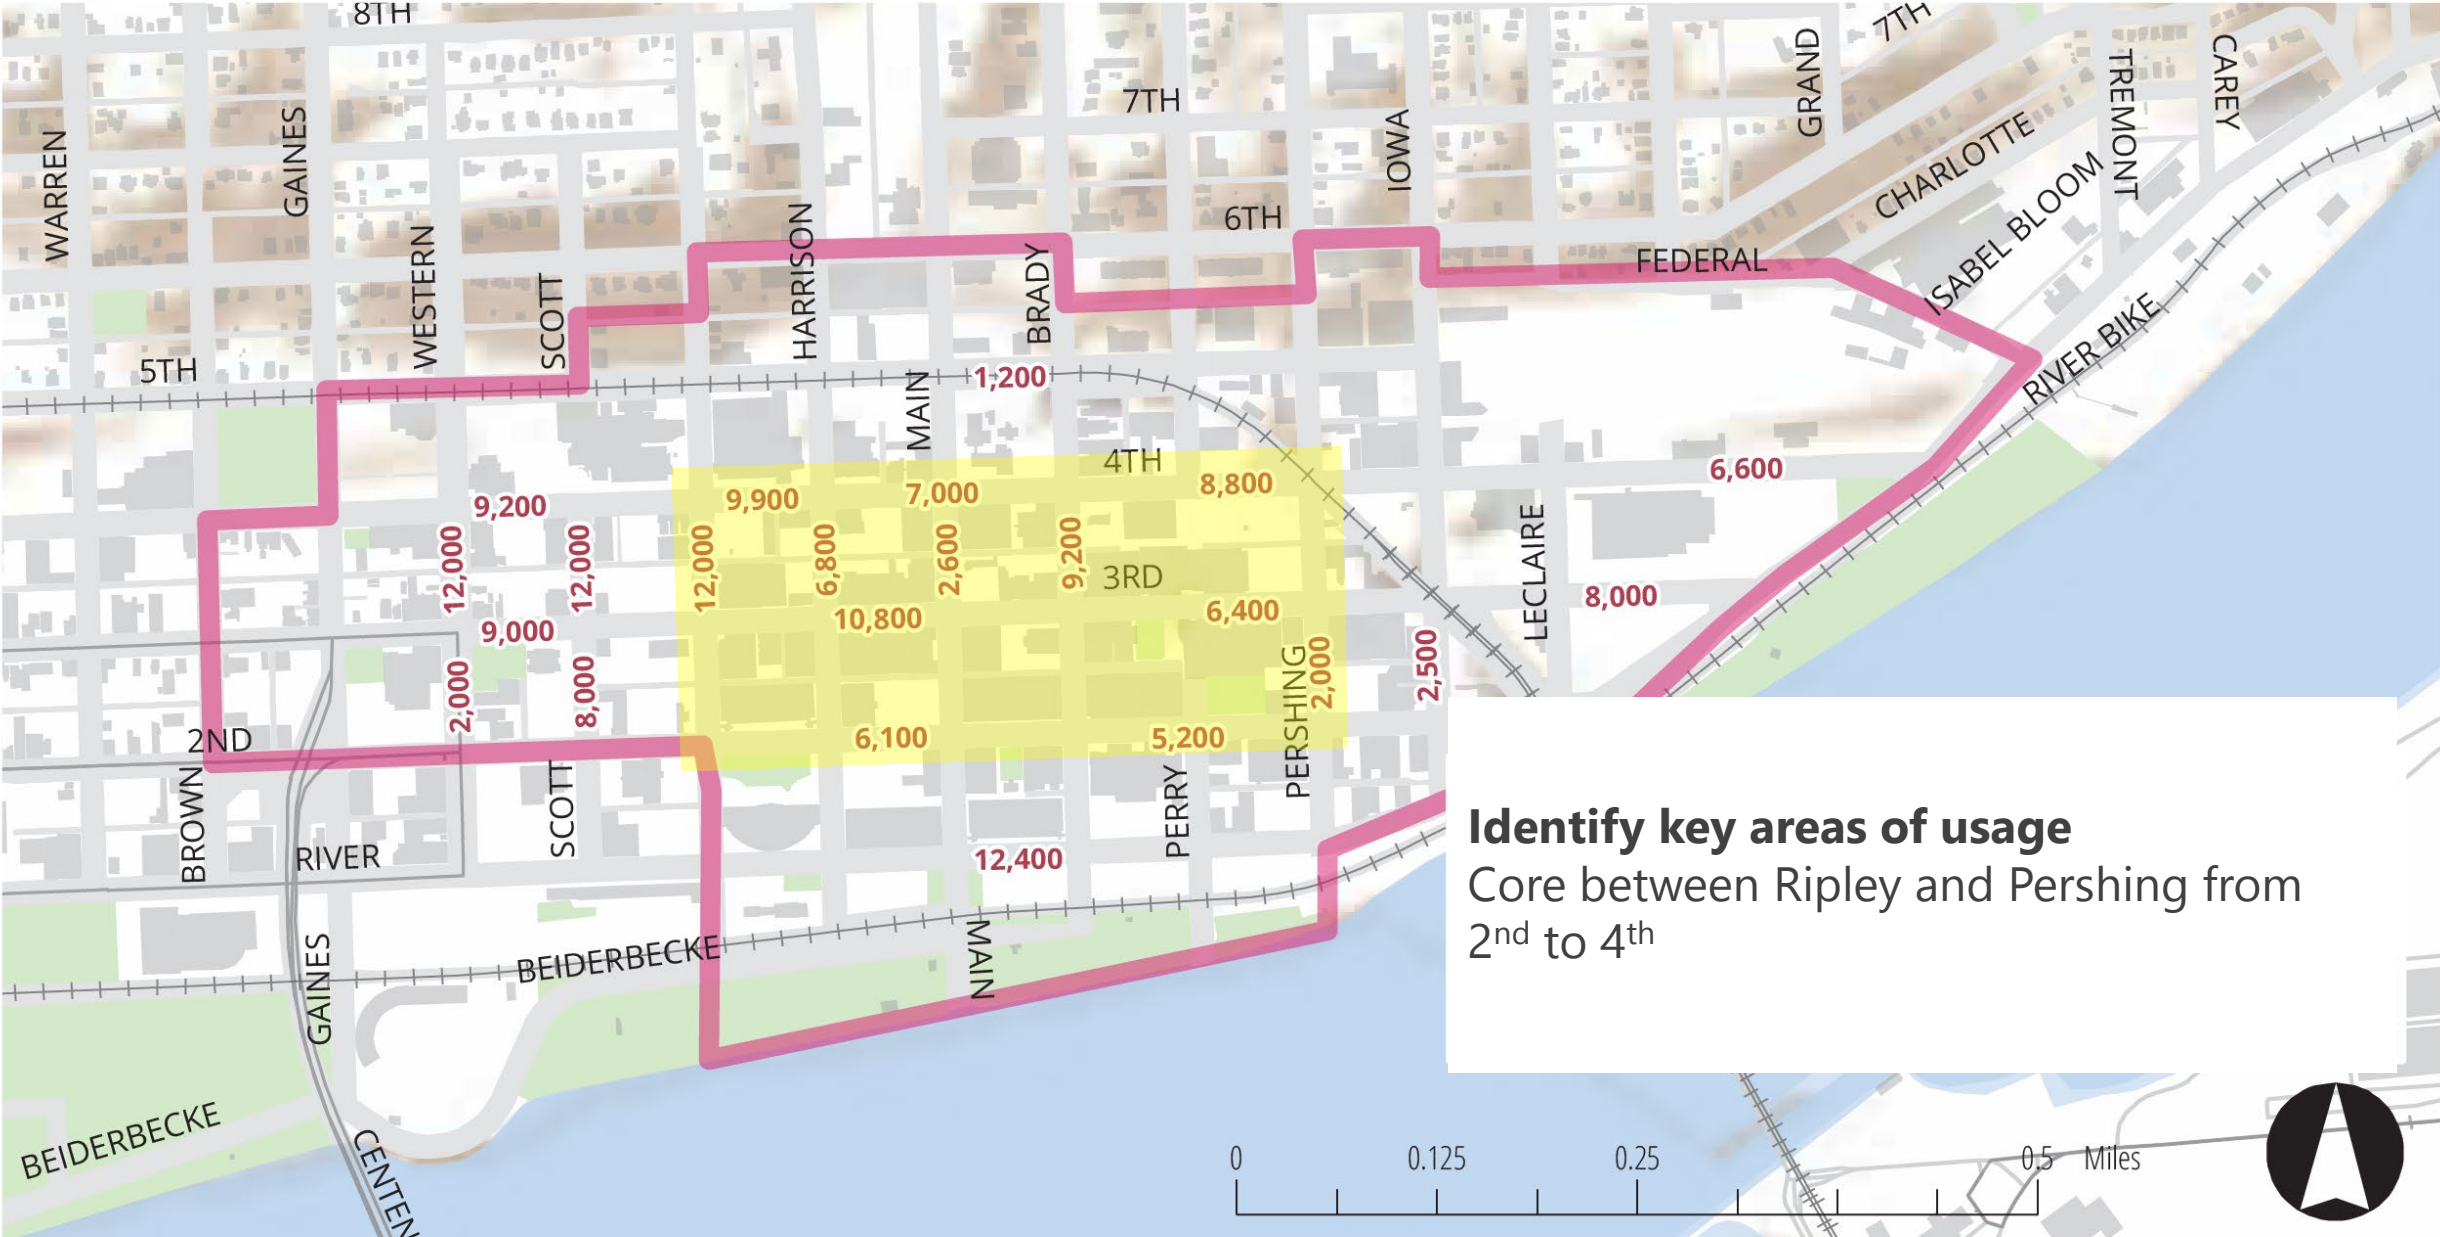 8TH
7TH
GRAND
TREMONT
CAREY
7TH
WARREN
GAINES
IOWA
CHARLOTTE
ISABEL BLOOM
6TH
WESTERN
SCOTT
HARRISON
BRADY
FEDERAL
RIVER BIKE
5TH
1,200
MAIN
4TH
6,600
9,200
9,900
7,000
8,800
12,000
12,000
12,000
6,800
2,600
9,200
3RD
LECLAIRE
8,000
9,000
10,800
6,400
2,000
8,000
PERSHING
2,000
2,500
2ND
6,100
5,200
BROWN
SCOTT
PERRY
RIVER
12,400
Identify key areas of usage
Core between Ripley and Pershing from
2nd to 4th
GAINES
BEIDERBECKE
MAIN
BEIDERBECKE
CENTEN
0 0.125 0.25 0.5 Miles